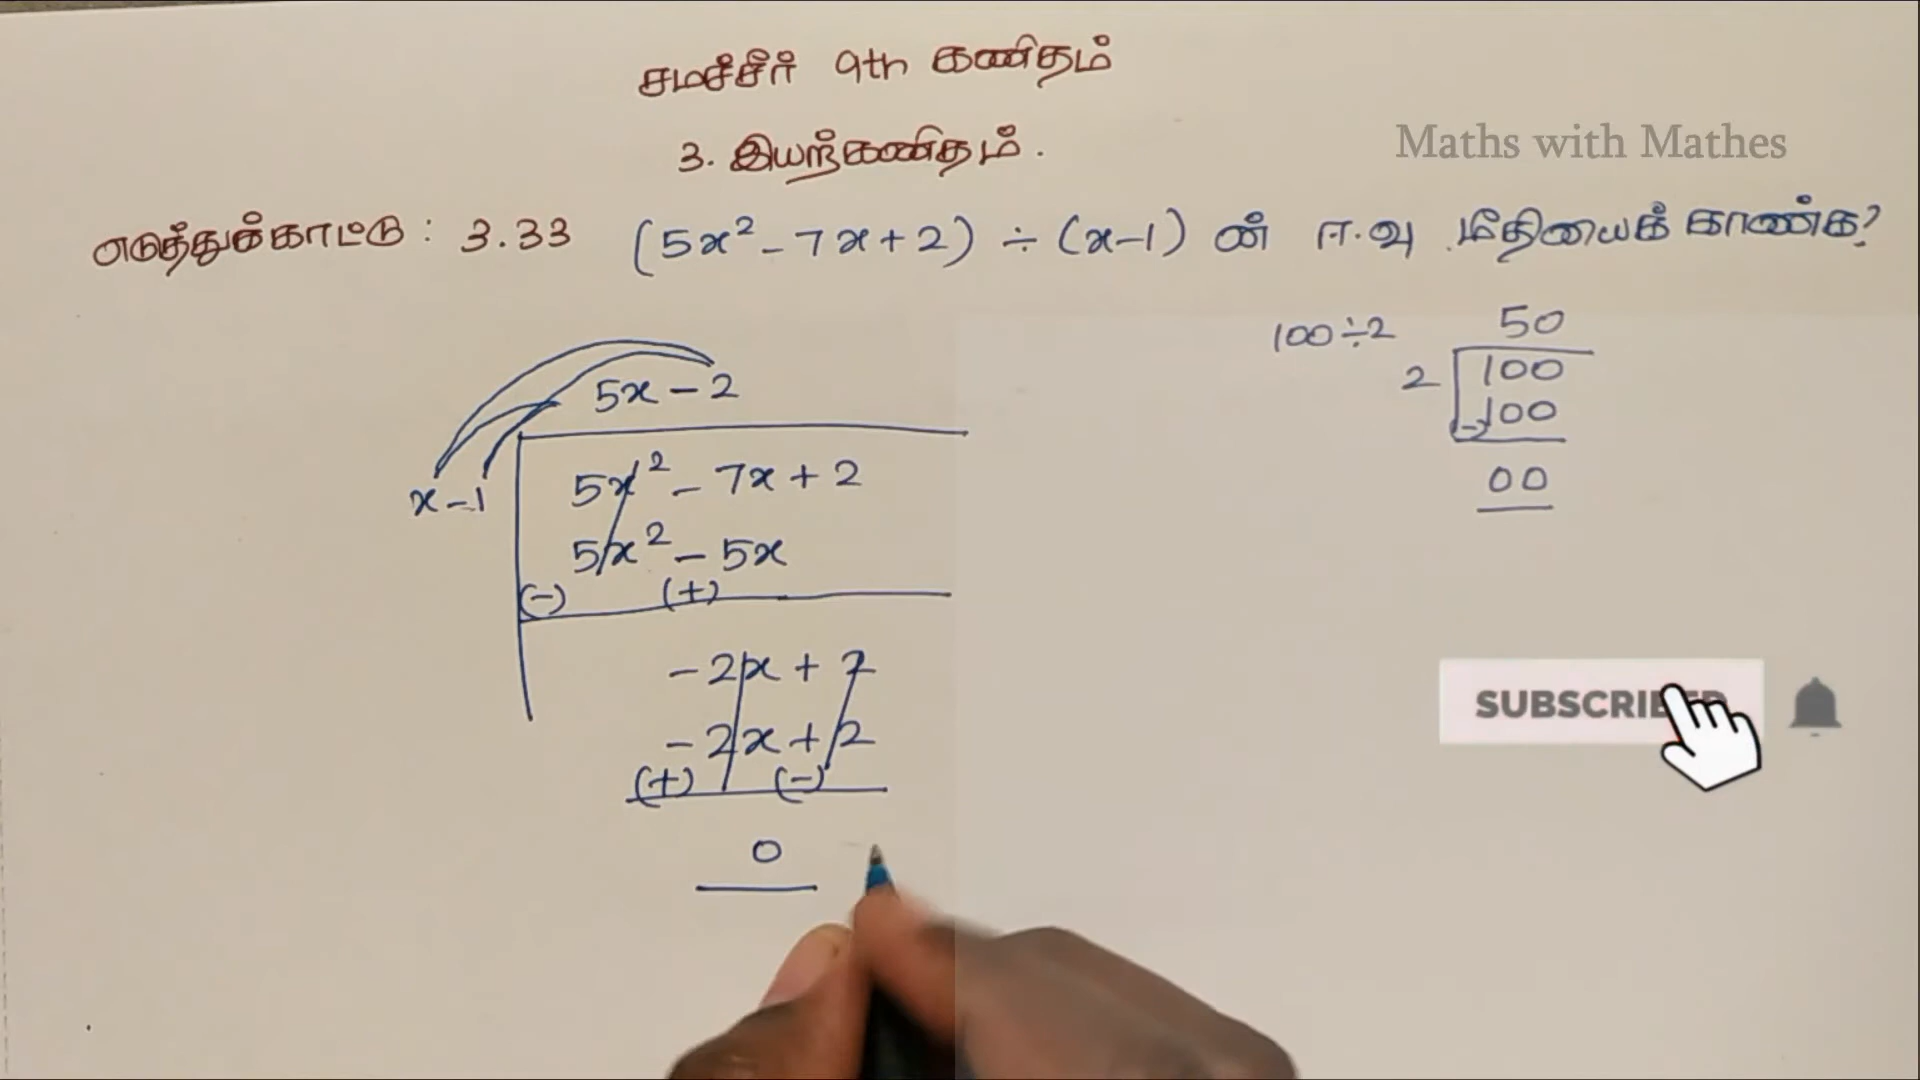 சமச்சீர் 9th கணிதம்
3. இயற்கணிதம்.
Maths with Mathes
எடுத்துக்காட்டு : 3.33 (5x² - 7x + 2) ÷ (x-1) ன் ஈ.வு மீதியைக் காண்க?
100÷2
50
2 100
(-)100
00
5x - 2
x-1 5x² - 7x + 2
5x² - 5x
(-) (+)
-2x + 2
-2x + 2
(+) (-)
0